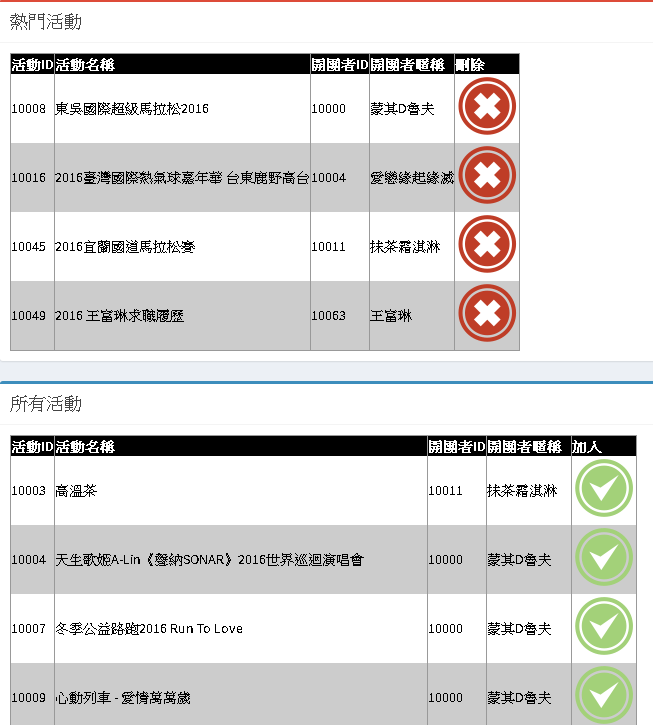 熱門活動
活動ID 活動名稱 開團者ID 開團者暱稱 刪除
10008 東吳國際超級馬拉松2016 10000 蒙其D魯夫
10016 2016臺灣國際熱氣球嘉年華 台東鹿野高台 10004 愛戀緣起緣滅
10045 2016宜蘭國道馬拉松賽 10011 抹茶霜淇淋
10049 2016 王富琳求職履歷 10063 王富琳
所有活動
活動ID 活動名稱 開團者ID 開團者暱稱 加入
10003 高溫茶 10011 抹茶霜淇淋
10004 天生歌姬A-Lin《聲納SONAR》2016世界巡迴演唱會 10000 蒙其D魯夫
10007 冬季公益路跑2016 Run To Love 10000 蒙其D魯夫
10009 心動列車 - 愛情萬萬歲 10000 蒙其D魯夫